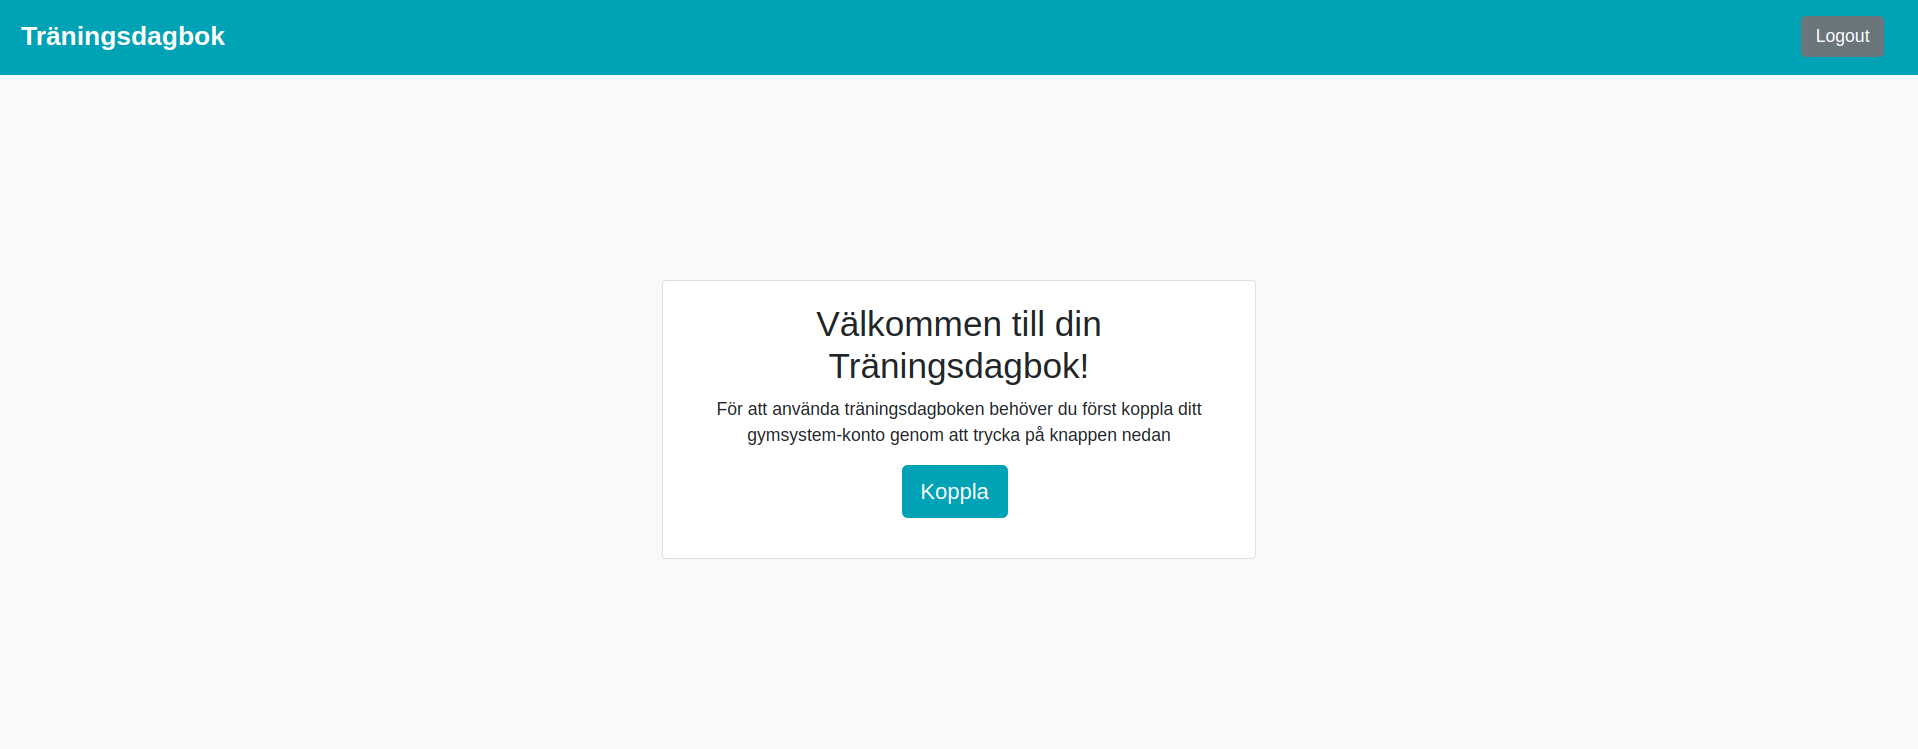 Träningsdagbok
Logout
Välkommen till din
Träningsdagbok!
För att använda träningsdagboken behöver du först koppla ditt
gymsystem-konto genom att trycka på knappen nedan
Koppla